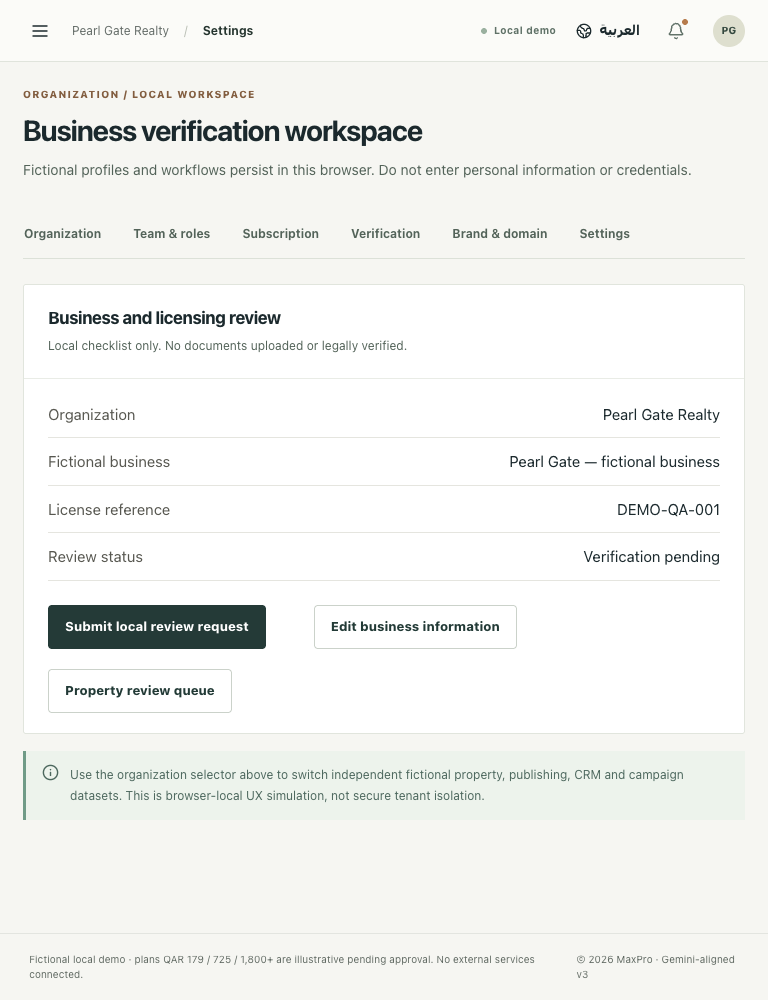 Pearl Gate Realty / Settings
Local demo
العربية
PG
ORGANIZATION / LOCAL WORKSPACE
Business verification workspace
Fictional profiles and workflows persist in this browser. Do not enter personal information or credentials.
Organization Team & roles Subscription Verification Brand & domain Settings
Business and licensing review
Local checklist only. No documents uploaded or legally verified.
Organization Pearl Gate Realty
Fictional business Pearl Gate — fictional business
License reference DEMO-QA-001
Review status Verification pending
Submit local review request Edit business information
Property review queue
Use the organization selector above to switch independent fictional property, publishing, CRM and campaign
datasets. This is browser-local UX simulation, not secure tenant isolation.
Fictional local demo · plans QAR 179 / 725 / 1,800+ are illustrative pending approval. No external services
connected.
© 2026 MaxPro · Gemini-aligned
v3